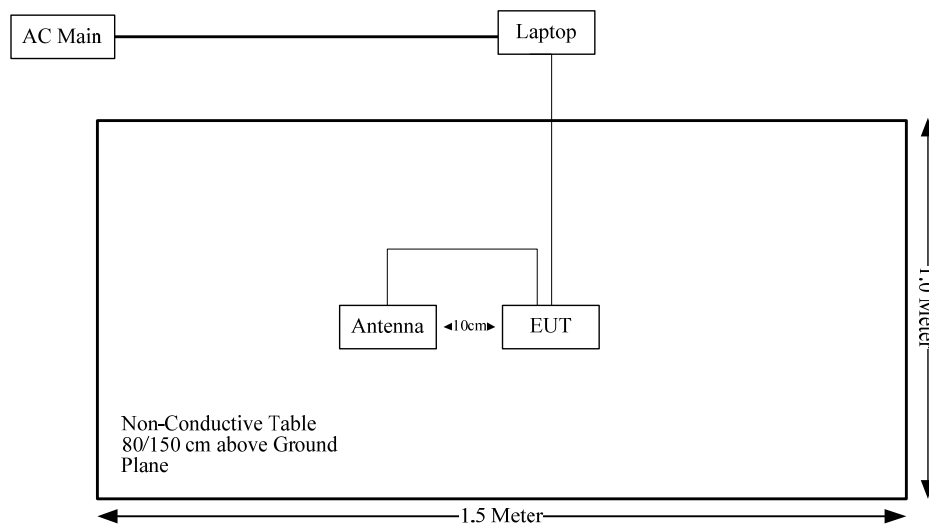 AC Main
Laptop
Antenna
10cm
EUT
1.0 Meter
Non-Conductive Table
80/150 cm above Ground
Plane
1.5 Meter